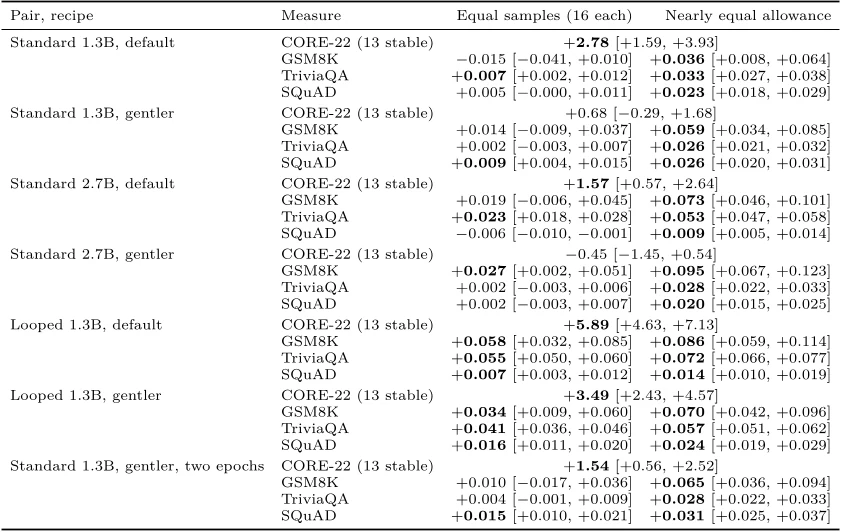 Pair, recipe Measure Equal samples (16 each) Nearly equal allowance
Standard 1.3B, default CORE-22 (13 stable) +2.78 [+1.59, +3.93]
GSM8K −0.015 [−0.041, +0.010] +0.036 [+0.008, +0.064]
TriviaQA +0.007 [+0.002, +0.012] +0.033 [+0.027, +0.038]
SQuAD +0.005 [−0.000, +0.011] +0.023 [+0.018, +0.029]
Standard 1.3B, gentler CORE-22 (13 stable) +0.68 [−0.29, +1.68]
GSM8K +0.014 [−0.009, +0.037] +0.059 [+0.034, +0.085]
TriviaQA +0.002 [−0.003, +0.007] +0.026 [+0.021, +0.032]
SQuAD +0.009 [+0.004, +0.015] +0.026 [+0.020, +0.031]
Standard 2.7B, default CORE-22 (13 stable) +1.57 [+0.57, +2.64]
GSM8K +0.019 [−0.006, +0.045] +0.073 [+0.046, +0.101]
TriviaQA +0.023 [+0.018, +0.028] +0.053 [+0.047, +0.058]
SQuAD −0.006 [−0.010, −0.001] +0.009 [+0.005, +0.014]
Standard 2.7B, gentler CORE-22 (13 stable) −0.45 [−1.45, +0.54]
GSM8K +0.027 [+0.002, +0.051] +0.095 [+0.067, +0.123]
TriviaQA +0.002 [−0.003, +0.006] +0.028 [+0.022, +0.033]
SQuAD +0.002 [−0.003, +0.007] +0.020 [+0.015, +0.025]
Looped 1.3B, default CORE-22 (13 stable) +5.89 [+4.63, +7.13]
GSM8K +0.058 [+0.032, +0.085] +0.086 [+0.059, +0.114]
TriviaQA +0.055 [+0.050, +0.060] +0.072 [+0.066, +0.077]
SQuAD +0.007 [+0.003, +0.012] +0.014 [+0.010, +0.019]
Looped 1.3B, gentler CORE-22 (13 stable) +3.49 [+2.43, +4.57]
GSM8K +0.034 [+0.009, +0.060] +0.070 [+0.042, +0.096]
TriviaQA +0.041 [+0.036, +0.046] +0.057 [+0.051, +0.062]
SQuAD +0.016 [+0.011, +0.020] +0.024 [+0.019, +0.029]
Standard 1.3B, gentler, two epochs CORE-22 (13 stable) +1.54 [+0.56, +2.52]
GSM8K +0.010 [−0.017, +0.036] +0.065 [+0.036, +0.094]
TriviaQA +0.004 [−0.001, +0.009] +0.028 [+0.022, +0.033]
SQuAD +0.015 [+0.010, +0.021] +0.031 [+0.025, +0.037]